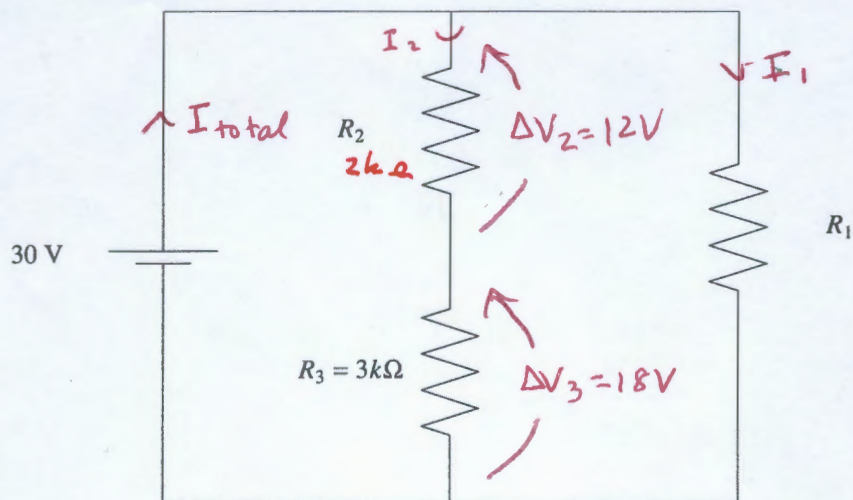 I₂
I₁
I total
R₂
ΔV₂ = 12V
2kΩ
30 V
R₁
R₃ = 3kΩ
ΔV₃ = 18V